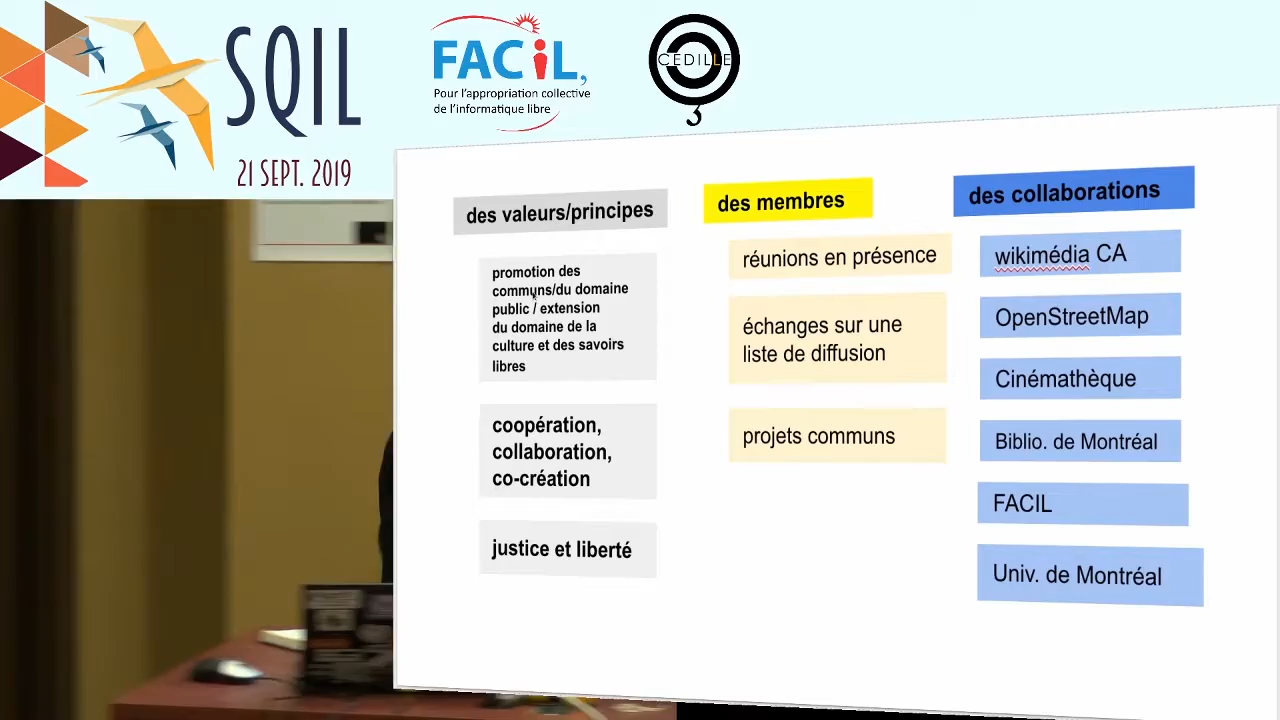 SQIL
21 SEPT. 2019
FACiL,
Pour l'appropriation collective
de l'informatique libre
CEDILLE
3
des valeurs/principes
promotion des
communs/du domaine
public / extension
du domaine de la
culture et des savoirs
libres
coopération,
collaboration,
co-création
justice et liberté
des membres
réunions en présence
échanges sur une
liste de diffusion
projets communs
des collaborations
wikimédia CA
OpenStreetMap
Cinémathèque
Biblio. de Montréal
FACIL
Univ. de Montréal